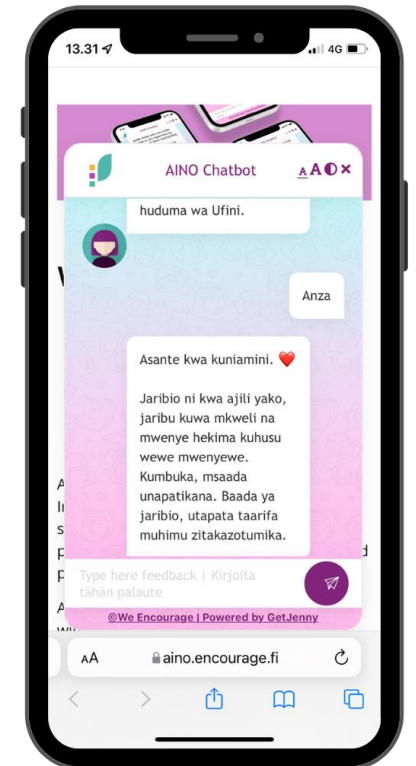 13.31
4G
AINO Chatbot
A A
huduma wa Ufini.
Anza
Asante kwa kuniamini. ❤️
Jaribio ni kwa ajili yako,
jaribu kuwa mkweli na
mwenye hekima kuhusu
wewe mwenyewe.
Kumbuka, msaada
unapatikana. Baada ya
jaribio, utapata taarifa
muhimu zitakazotumika.
Type here feedback | Kirjoita
tähän palaute
©We Encourage | Powered by GetJenny
AA
aino.encourage.fi